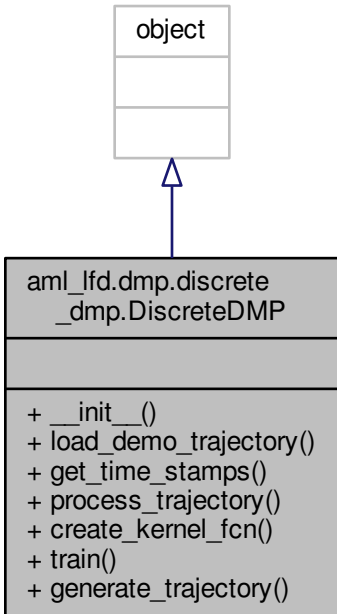 object
aml_lfd.dmp.discrete
_dmp.DiscreteDMP
+ __init__()
+ load_demo_trajectory()
+ get_time_stamps()
+ process_trajectory()
+ create_kernel_fcn()
+ train()
+ generate_trajectory()